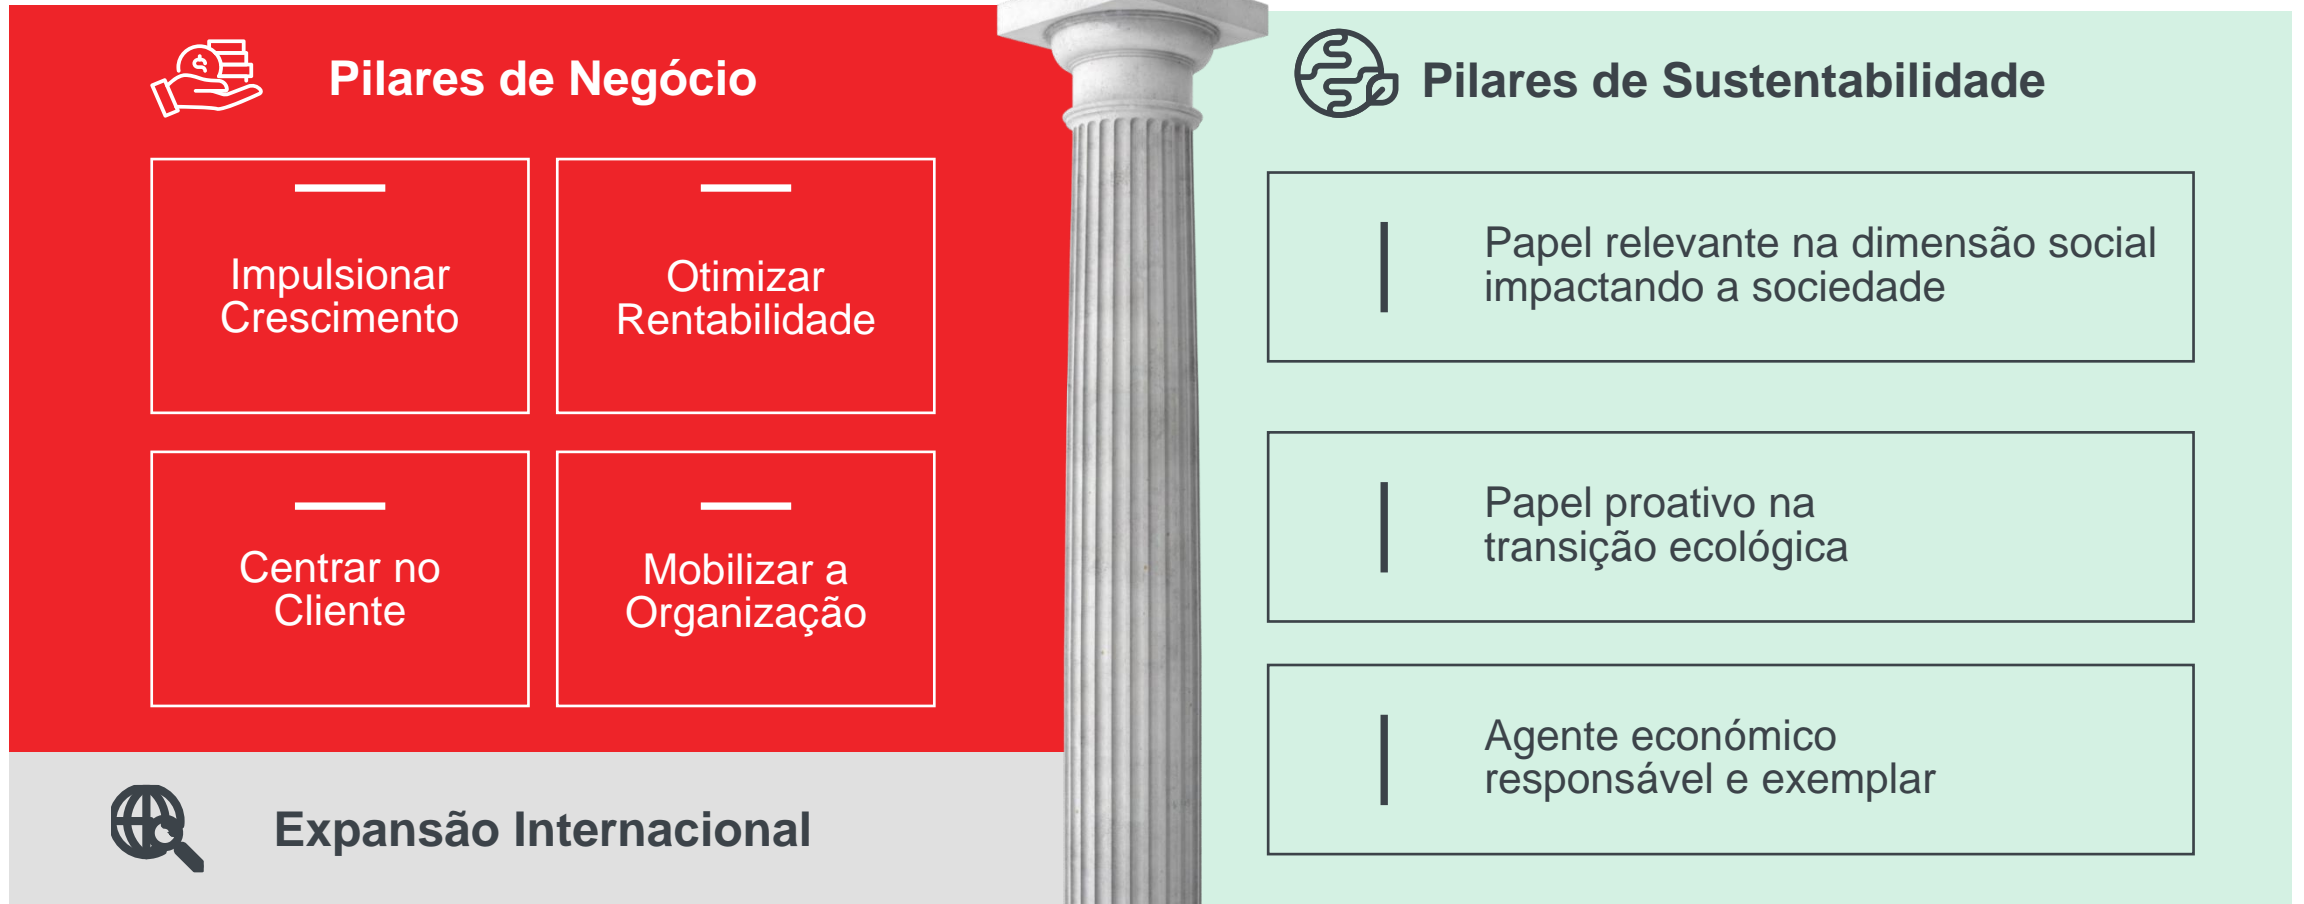 Pilares de Negócio
Impulsionar
Crescimento
Otimizar
Rentabilidade
Centrar no
Cliente
Mobilizar a
Organização
Expansão Internacional
Pilares de Sustentabilidade
Papel relevante na dimensão social
impactando a sociedade
Papel proativo na
transição ecológica
Agente económico
responsável e exemplar